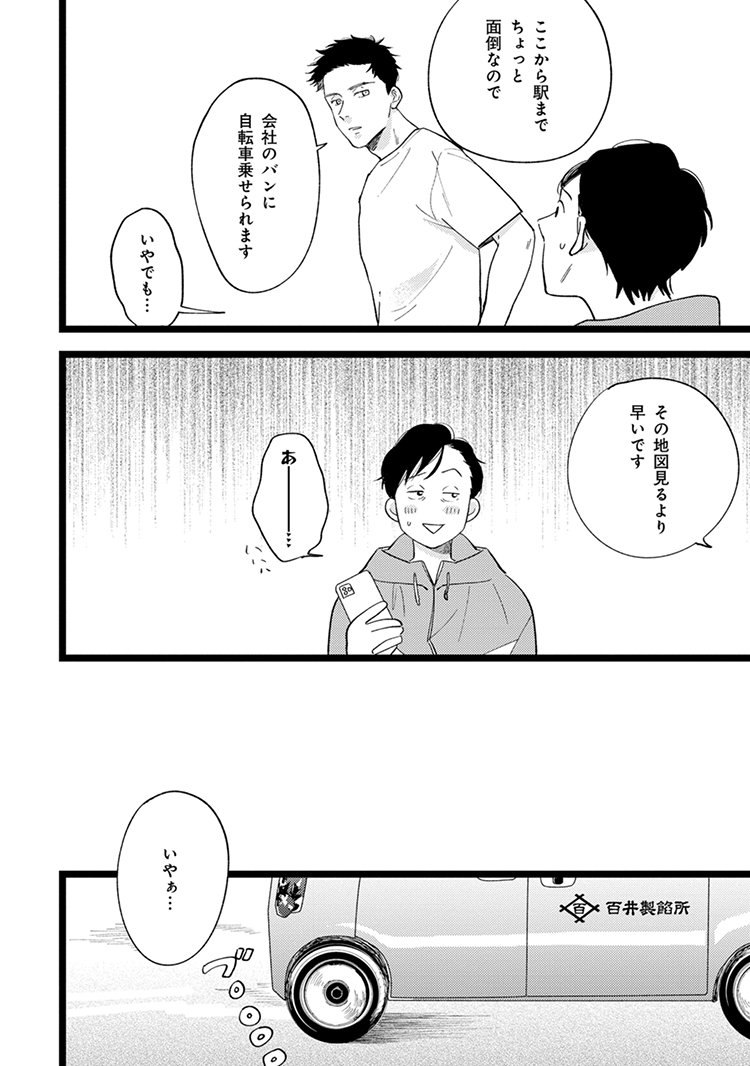 ここから駅まで
ちょっと
面倒なので
会社のバンに
自転車乗せられます
いやでも…
その地図見るより
早いです
あ━━
いやぁ…
百
百井製餡所
ブロロロロ